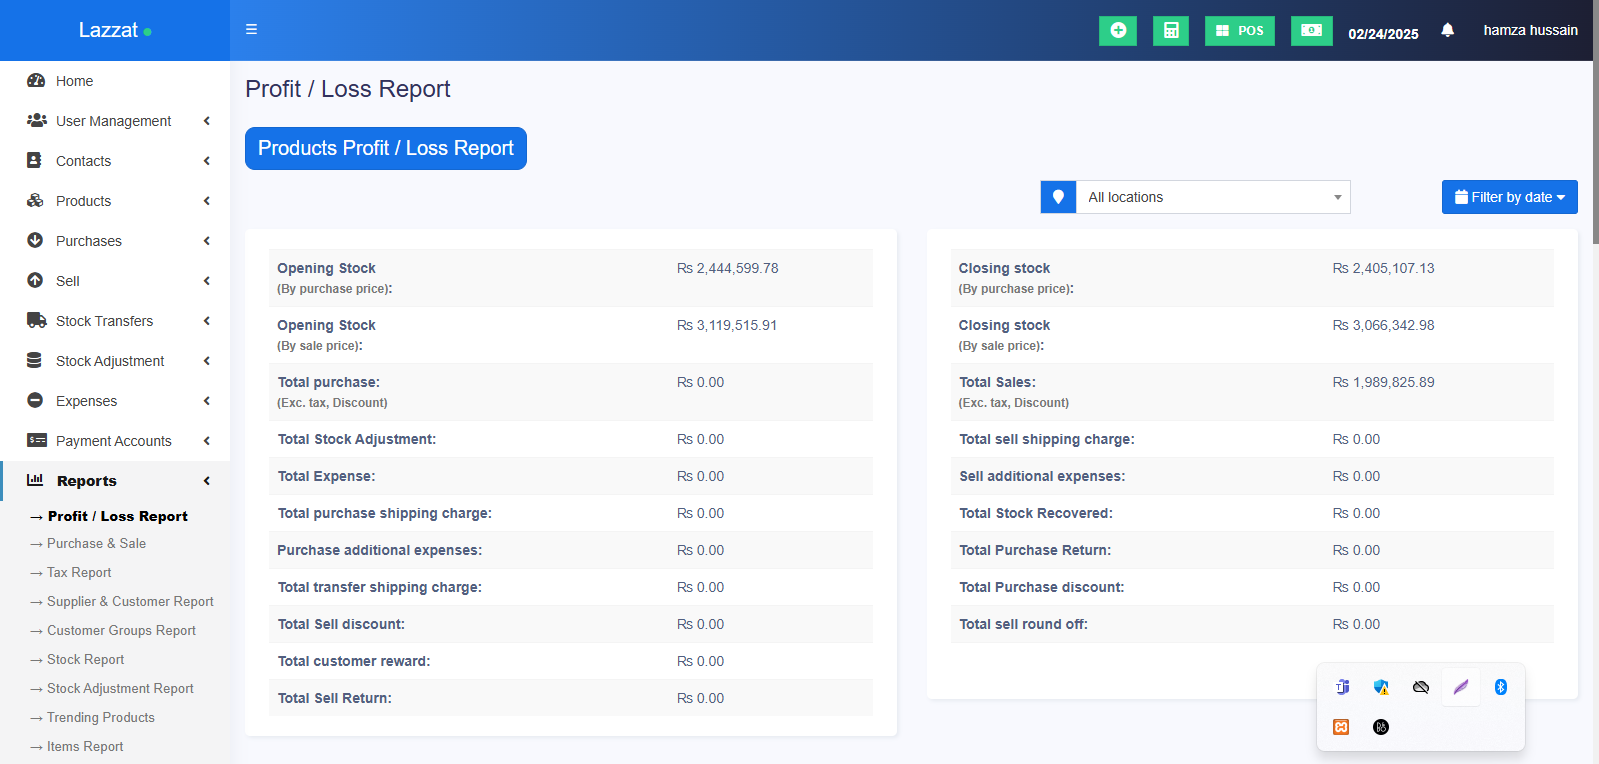 Lazzat
POS
02/24/2025
hamza hussain
Home
User Management
Contacts
Products
Purchases
Sell
Stock Transfers
Stock Adjustment
Expenses
Payment Accounts
Reports
→ Profit / Loss Report
→ Purchase & Sale
→ Tax Report
→ Supplier & Customer Report
→ Customer Groups Report
→ Stock Report
→ Stock Adjustment Report
→ Trending Products
→ Items Report
Profit / Loss Report
Products Profit / Loss Report
All locations
Filter by date
Opening Stock Rs 2,444,599.78
(By purchase price):
Opening Stock Rs 3,119,515.91
(By sale price):
Total purchase: Rs 0.00
(Exc. tax, Discount)
Total Stock Adjustment: Rs 0.00
Total Expense: Rs 0.00
Total purchase shipping charge: Rs 0.00
Purchase additional expenses: Rs 0.00
Total transfer shipping charge: Rs 0.00
Total Sell discount: Rs 0.00
Total customer reward: Rs 0.00
Total Sell Return: Rs 0.00
Closing stock Rs 2,405,107.13
(By purchase price):
Closing stock Rs 3,066,342.98
(By sale price):
Total Sales: Rs 1,989,825.89
(Exc. tax, Discount)
Total sell shipping charge: Rs 0.00
Sell additional expenses: Rs 0.00
Total Stock Recovered: Rs 0.00
Total Purchase Return: Rs 0.00
Total Purchase discount: Rs 0.00
Total sell round off: Rs 0.00